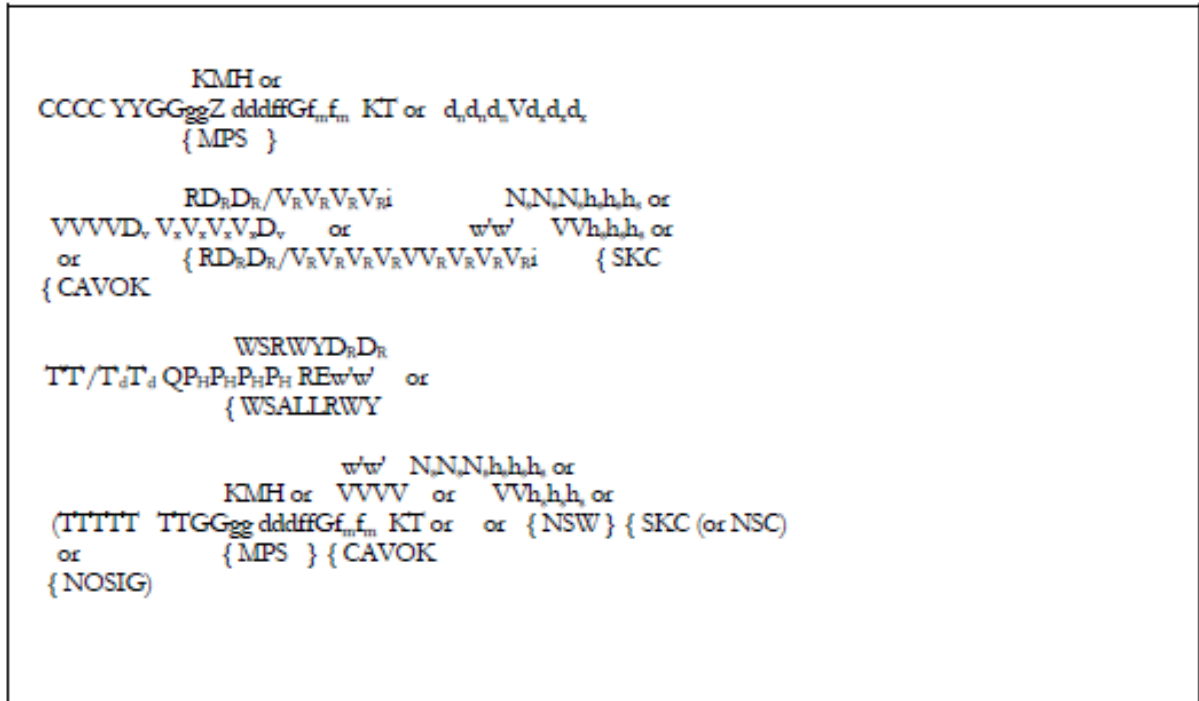 KMH or
CCCC YYGGggZ dddffGfₘfₘ KT or dₙdₙdₙVdₓdₓdₓ
{ MPS }
RDRDR/VRVRVRVRi NₛNₛNₛhₛhₛhₛ or
VVVVDᵥ VₓVₓVₓVₓDᵥ or w'w' VVhₛhₛhₛ or
or { RDRDR/VRVRVRVRVVRVRVRVRi { SKC
{ CAVOK
WSRWYDRDR
T'T'/T'dT'd QPHPHPHPH REw'w' or
{ WSALLRWY
w'w' NₛNₛNₛhₛhₛhₛ or
KMH or VVVV or VVhₛhₛhₛ or
(TTTTT TTGGgg dddffGfₘfₘ KT or or { NSW } { SKC (or NSC)
or { MPS } { CAVOK
{ NOSIG)